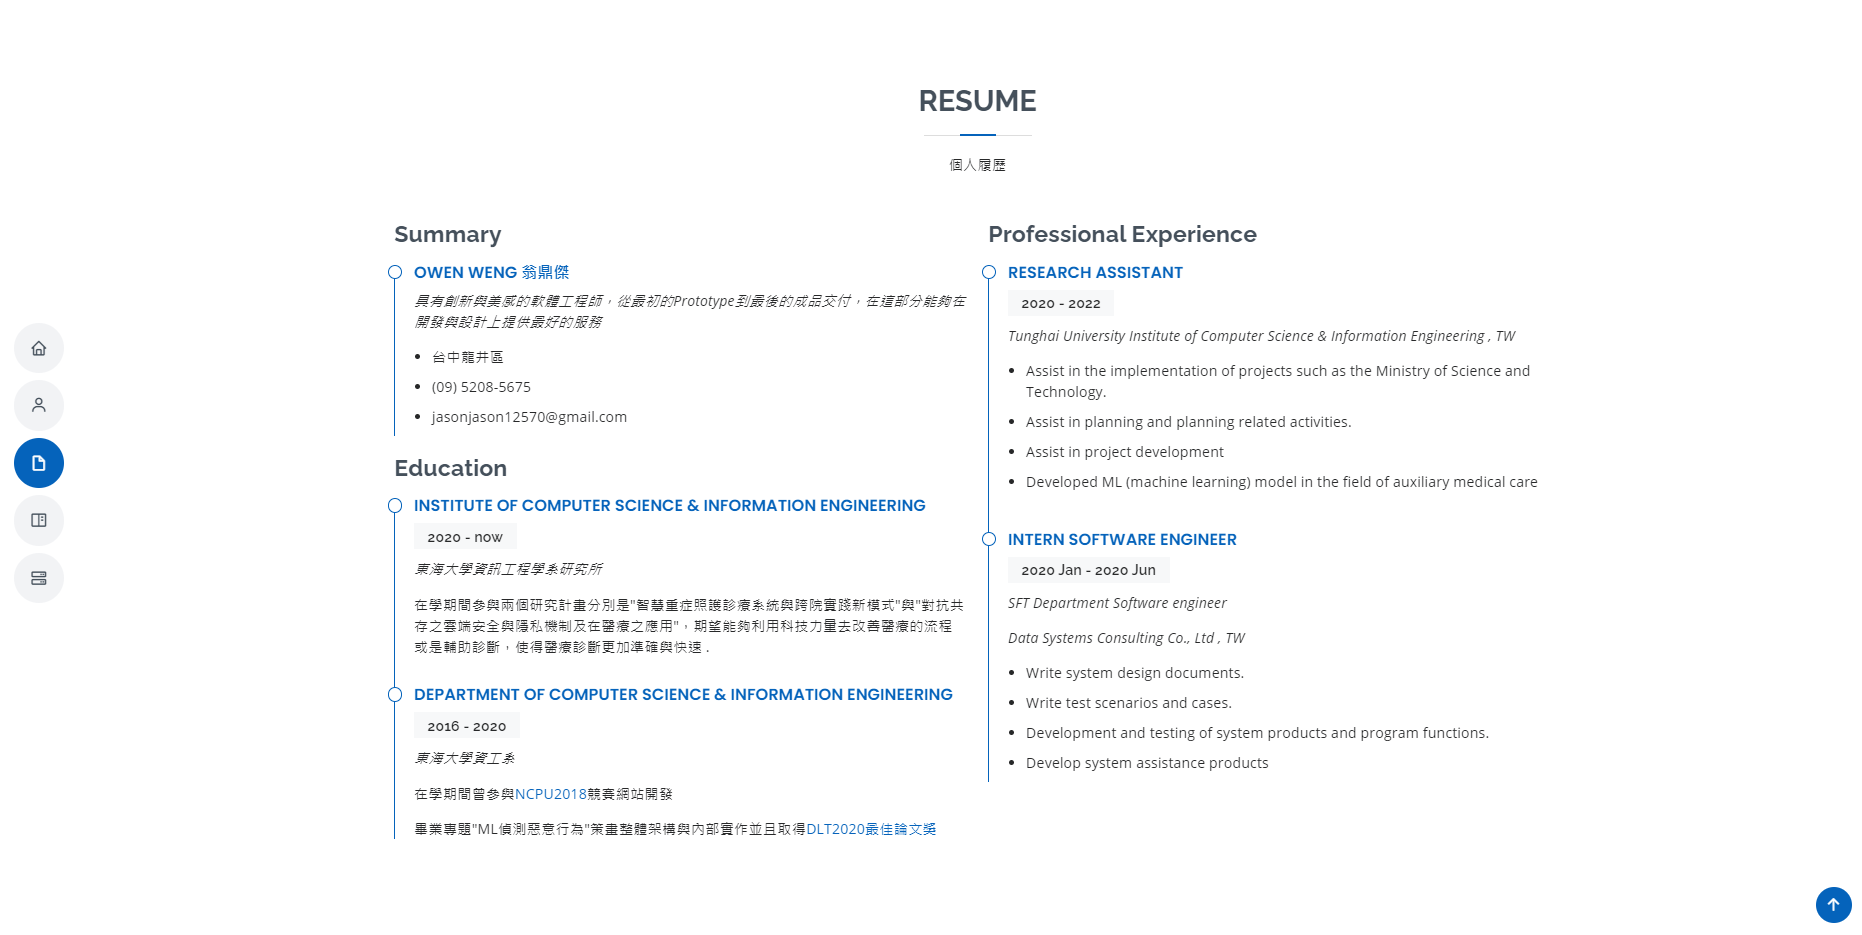 RESUME
個人履歷
Summary
OWEN WENG 翁鼎傑
具有創新與美感的軟體工程師，從最初的Prototype到最後的成品交付，在這部分能夠在
開發與設計上提供最好的服務
台中龍井區
(09) 5208-5675
jasonjason12570@gmail.com
Education
INSTITUTE OF COMPUTER SCIENCE & INFORMATION ENGINEERING
2020 - now
東海大學資訊工程學系研究所
在學期間參與兩個研究計畫分別是"智慧重症照護診療系統與跨院實踐新模式"與"對抗共
存之雲端安全與隱私機制及在醫療之應用"，期望能夠利用科技力量去改善醫療的流程
或是輔助診斷，使得醫療診斷更加準確與快速 .
DEPARTMENT OF COMPUTER SCIENCE & INFORMATION ENGINEERING
2016 - 2020
東海大學資工系
在學期間曾參與NCPU2018競賽網站開發
畢業專題"ML偵測惡意行為"策畫整體架構與內部實作並且取得DLT2020最佳論文獎
Professional Experience
RESEARCH ASSISTANT
2020 - 2022
Tunghai University Institute of Computer Science & Information Engineering , TW
Assist in the implementation of projects such as the Ministry of Science and
Technology.
Assist in planning and planning related activities.
Assist in project development
Developed ML (machine learning) model in the field of auxiliary medical care
INTERN SOFTWARE ENGINEER
2020 Jan - 2020 Jun
SFT Department Software engineer
Data Systems Consulting Co., Ltd , TW
Write system design documents.
Write test scenarios and cases.
Development and testing of system products and program functions.
Develop system assistance products